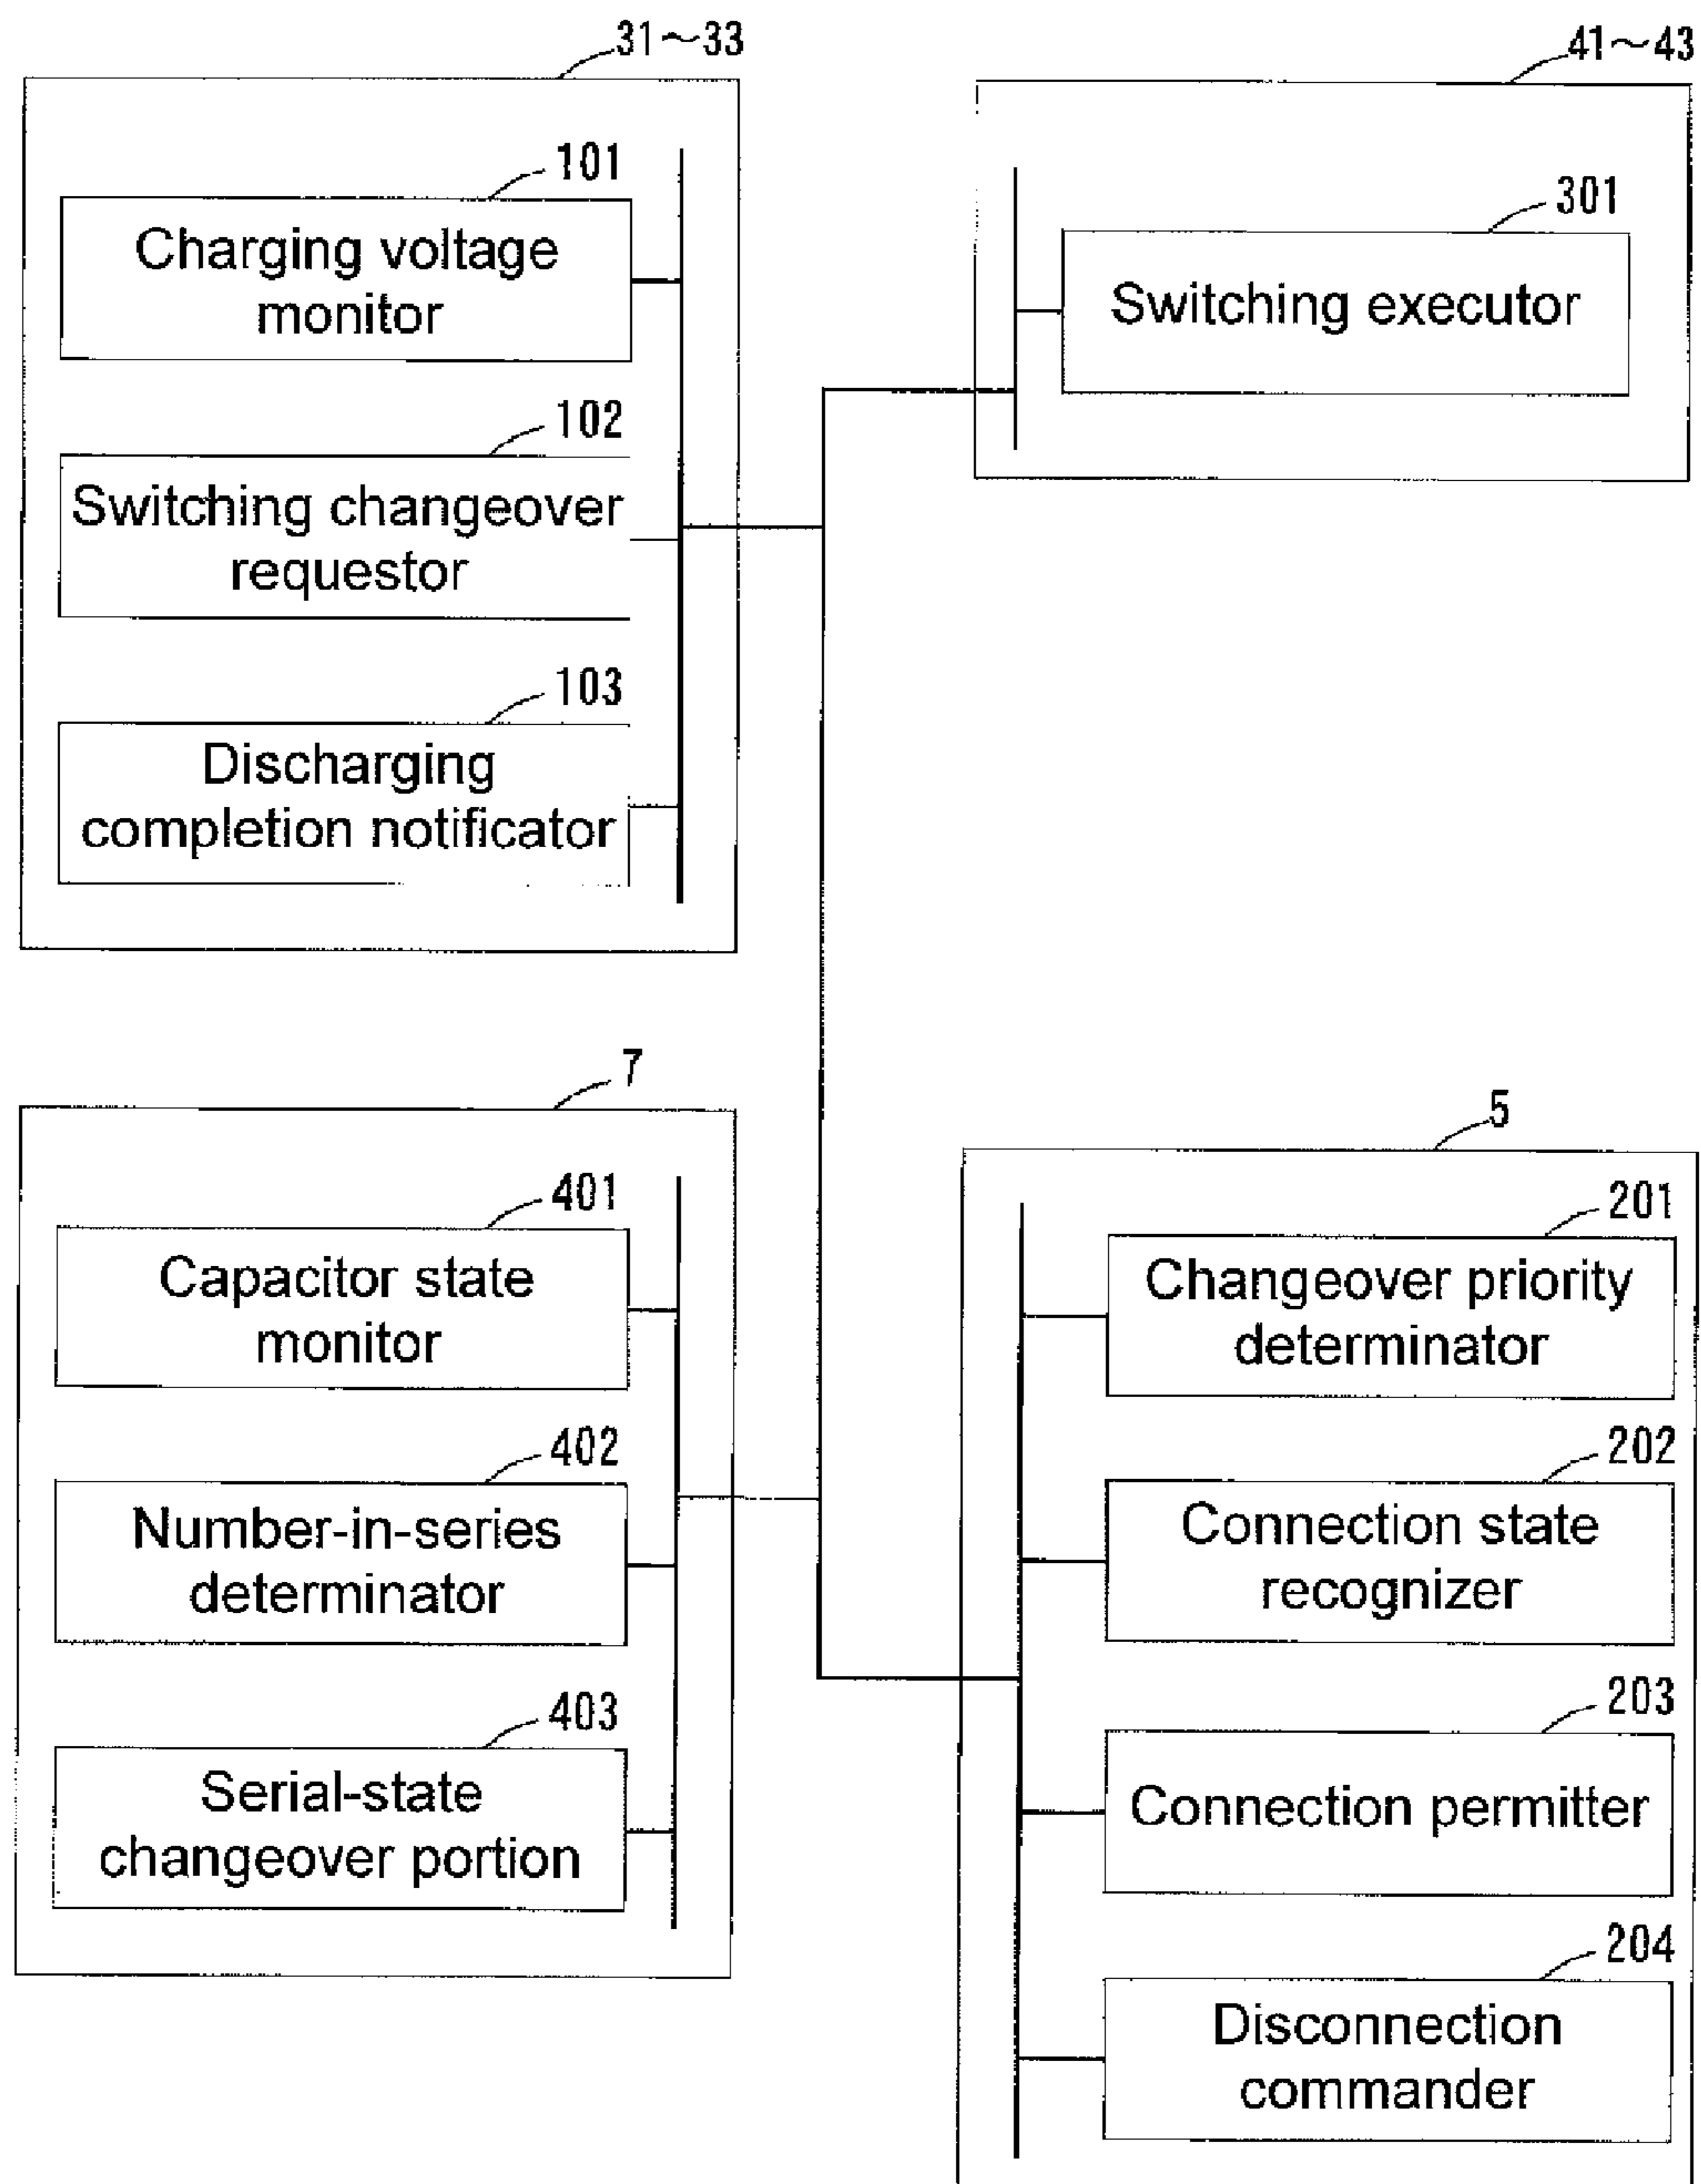 31~33
101
Charging voltage
monitor
102
Switching changeover
requestor
103
Discharging
completion notificator
41~43
301
Switching executor
7
401
Capacitor state
monitor
402
Number-in-series
determinator
403
Serial-state
changeover portion
5
201
Changeover priority
determinator
202
Connection state
recognizer
203
Connection permitter
204
Disconnection
commander